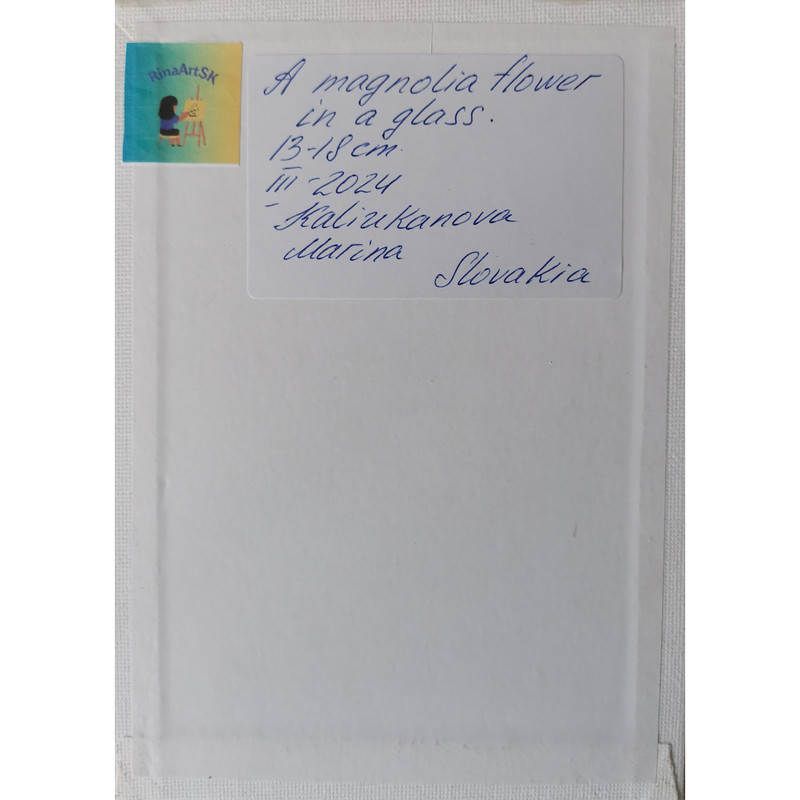 RinaArtSK
A magnolia flower
in a glass.
13-18 cm.
III-2024
Kaliukanova
Marina
Slovakia